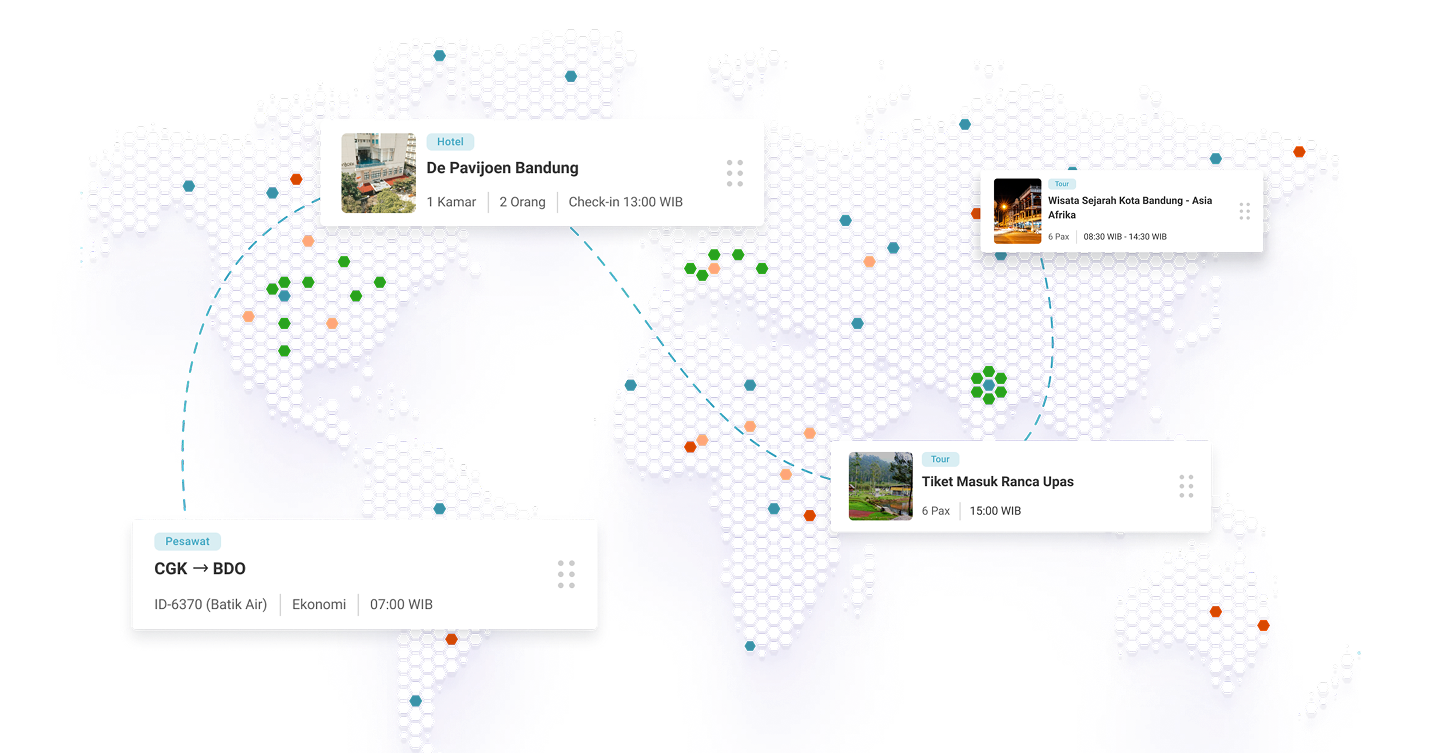 Hotel
De Pavijoen Bandung
1 Kamar
2 Orang
Check-in 13:00 WIB
Tour
Wisata Sejarah Kota Bandung - Asia
Afrika
6 Pax
08:30 WIB - 14:30 WIB
Tour
Tiket Masuk Ranca Upas
6 Pax
15:00 WIB
Pesawat
CGK → BDO
ID-6370 (Batik Air)
Ekonomi
07:00 WIB